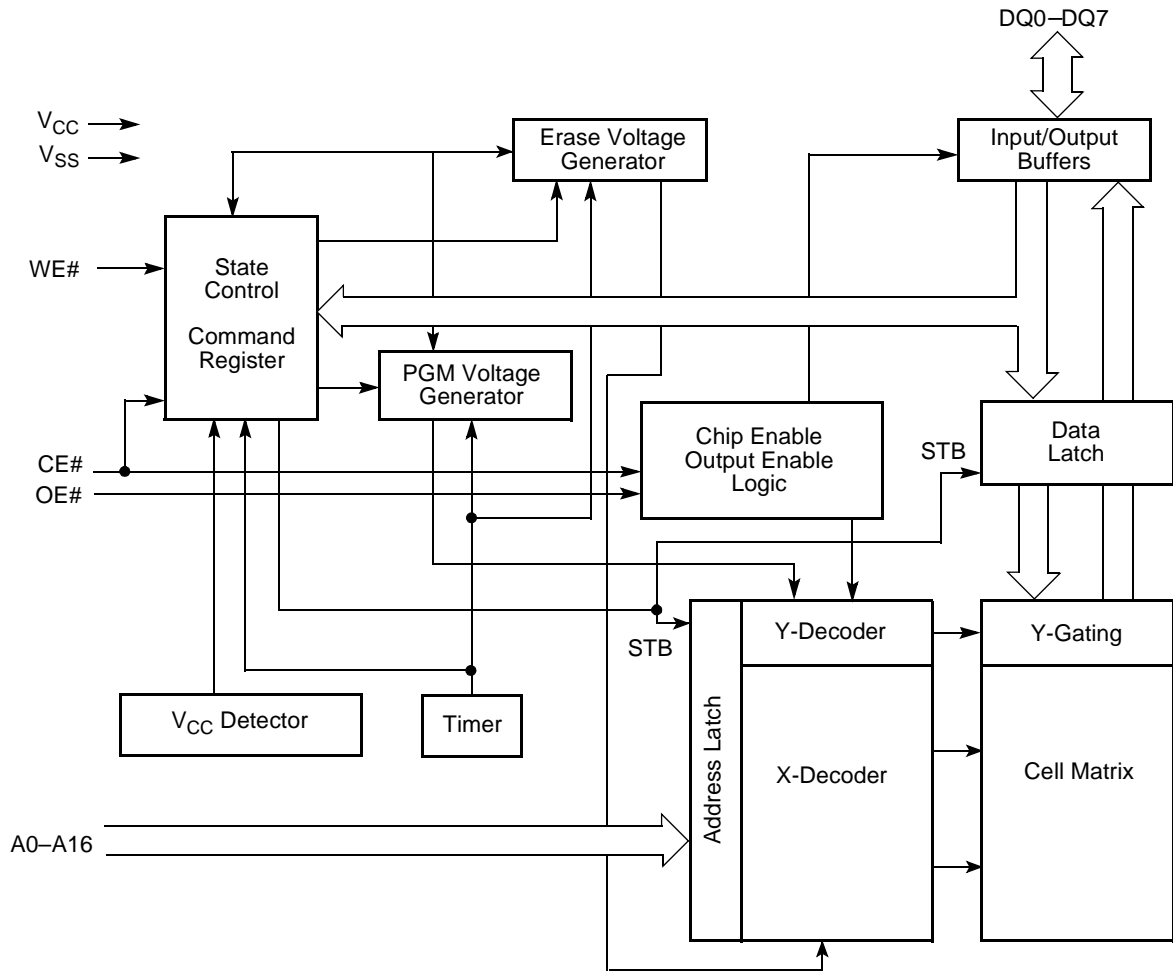 DQ0–DQ7
VCC
VSS
Erase Voltage
Generator
Input/Output
Buffers
WE#
State
Control
Command
Register
PGM Voltage
Generator
Chip Enable
Output Enable
Logic
STB
Data
Latch
CE#
OE#
STB
Address Latch
Y-Decoder
Y-Gating
VCC Detector
Timer
X-Decoder
Cell Matrix
A0–A16